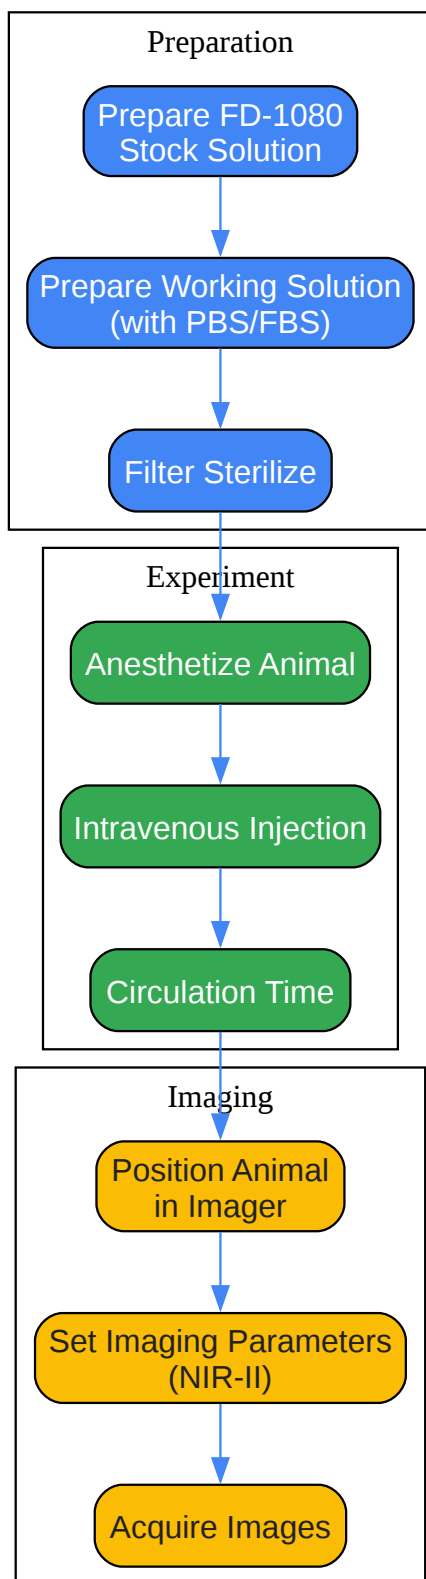 Preparation
Prepare FD-1080
Stock Solution
Prepare Working Solution
(with PBS/FBS)
Filter Sterilize
Experiment
Anesthetize Animal
Intravenous Injection
Circulation Time
Imaging
Position Animal
in Imager
Set Imaging Parameters
(NIR-II)
Acquire Images